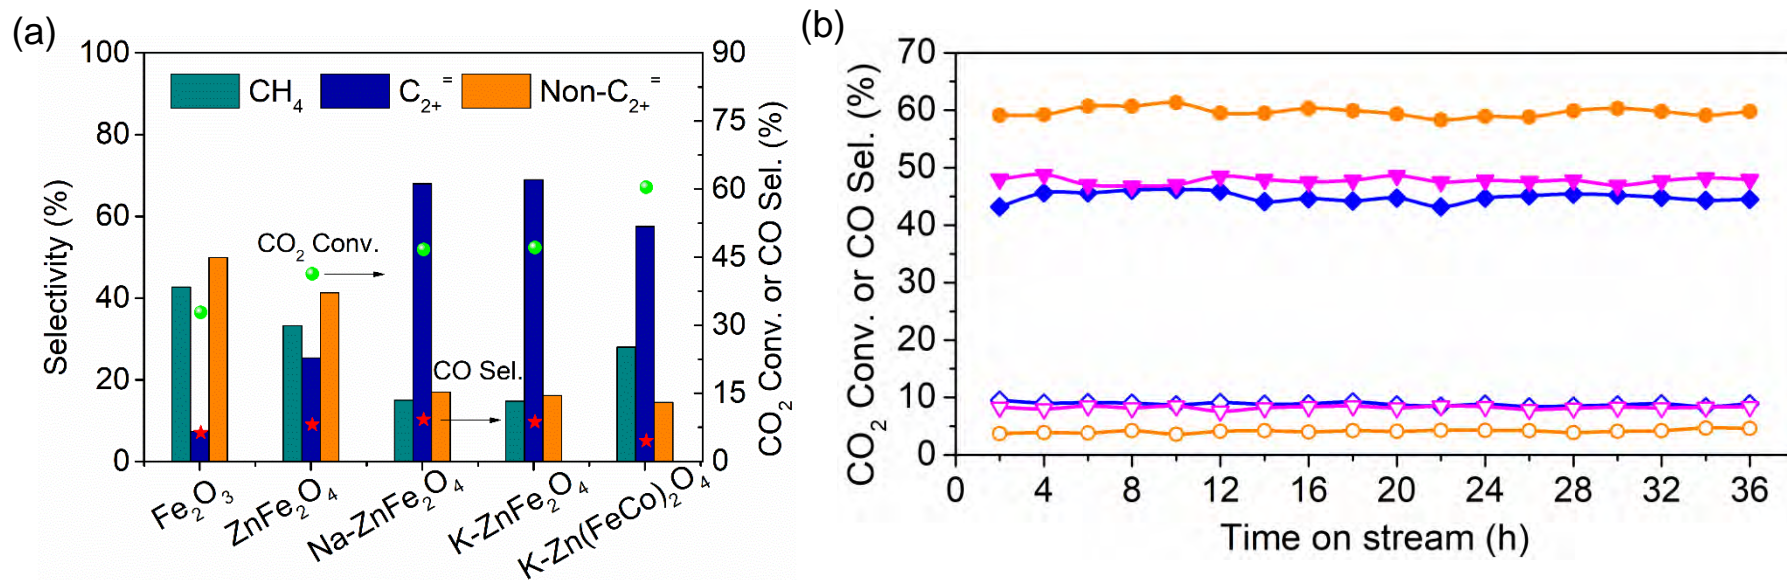 (a)
Selectivity (%)
100
80
60
40
20
0
CH₄
C₂₊⁼
Non-C₂₊⁼
CO₂ Conv.
CO Sel.
Fe₂O₃
ZnFe₂O₄
Na-ZnFe₂O₄
K-ZnFe₂O₄
K-Zn(FeCo)₂O₄
90
75
60
45
30
15
0
CO₂ Conv. or CO Sel. (%)
(b)
CO₂ Conv. or CO Sel. (%)
70
60
50
40
30
20
10
0
0 4 8 12 16 20 24 28 32 36
Time on stream (h)